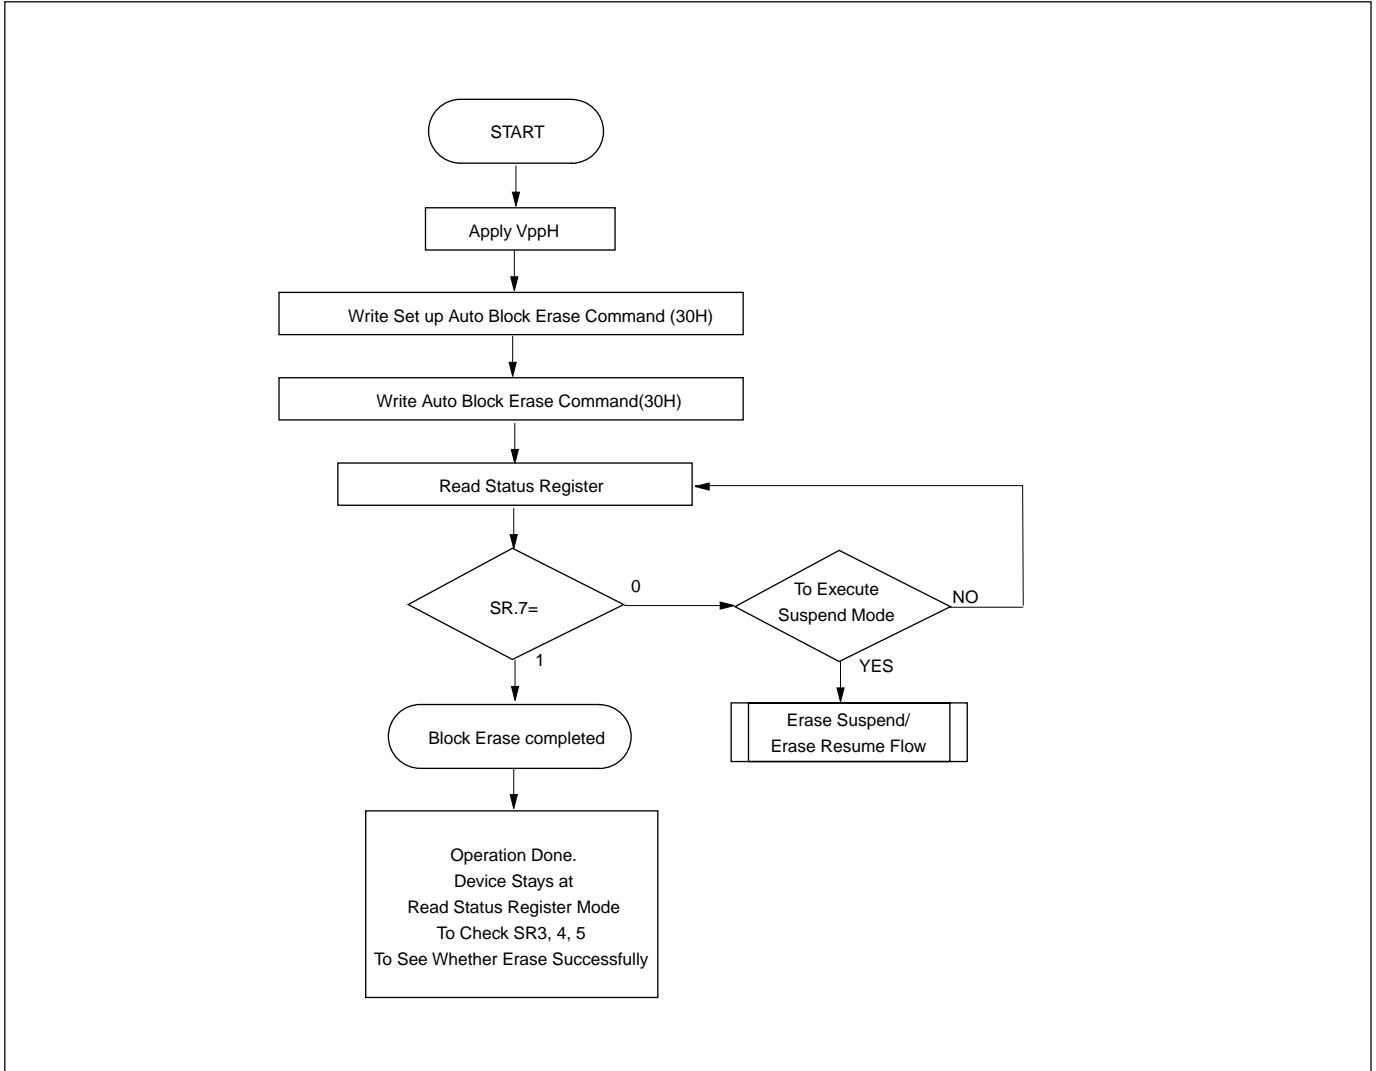 START
Apply VppH
Write Set up Auto Block Erase Command (30H)
Write Auto Block Erase Command(30H)
Read Status Register
SR.7=
0
To Execute
Suspend Mode
NO
1
YES
Block Erase completed
Erase Suspend/
Erase Resume Flow
Operation Done.
Device Stays at
Read Status Register Mode
To Check SR3, 4, 5
To See Whether Erase Successfully